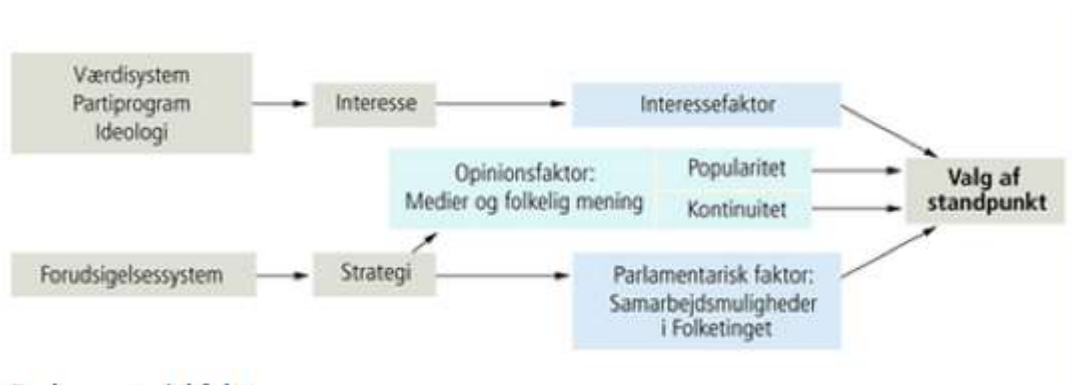 Værdisystem
Partiprogram
Ideologi
Interesse
Interessefaktor
Opinionsfaktor:
Medier og folkelig mening
Popularitet
Kontinuitet
Valg af
standpunkt
Forudsigelsessystem
Strategi
Parlamentarisk faktor:
Samarbejdsmuligheder
i Folketinget